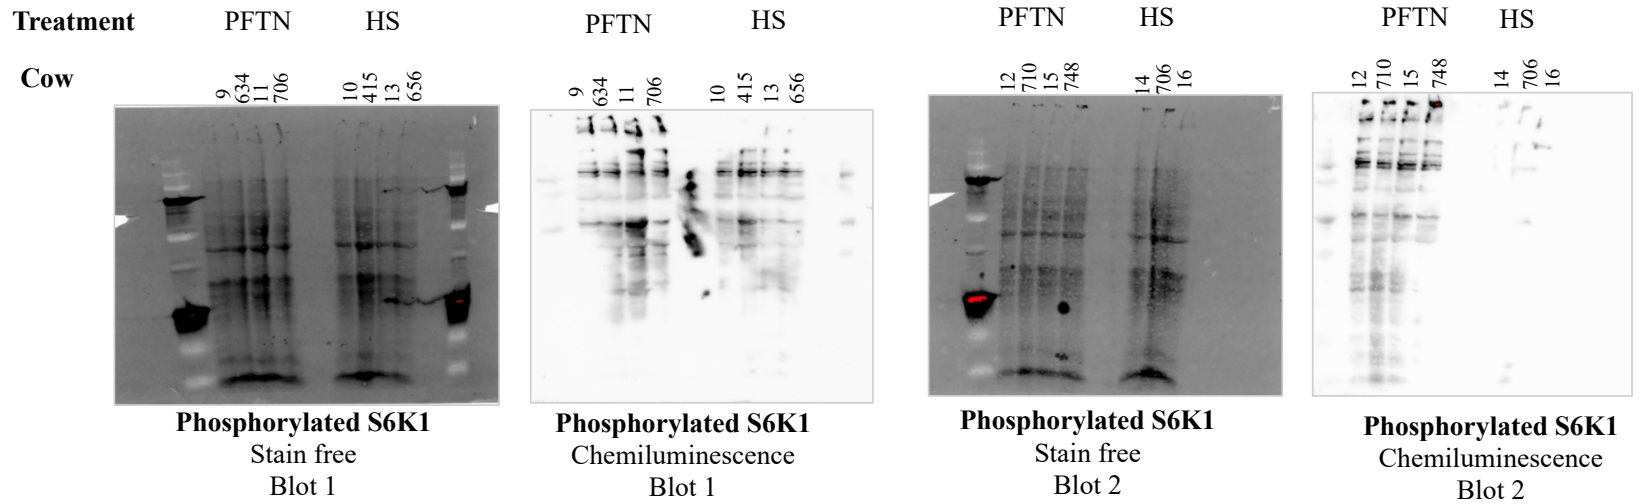 Treatment PFTN HS PFTN HS PFTN HS PFTN HS
Cow 9 634 11 706 10 415 13 656 9 634 11 706 10 415 13 656 12 710 15 748 14 706 16 12 710 15 748 14 706 16
Phosphorylated S6K1
Stain free
Blot 1
Phosphorylated S6K1
Chemiluminescence
Blot 1
Phosphorylated S6K1
Stain free
Blot 2
Phosphorylated S6K1
Chemiluminescence
Blot 2